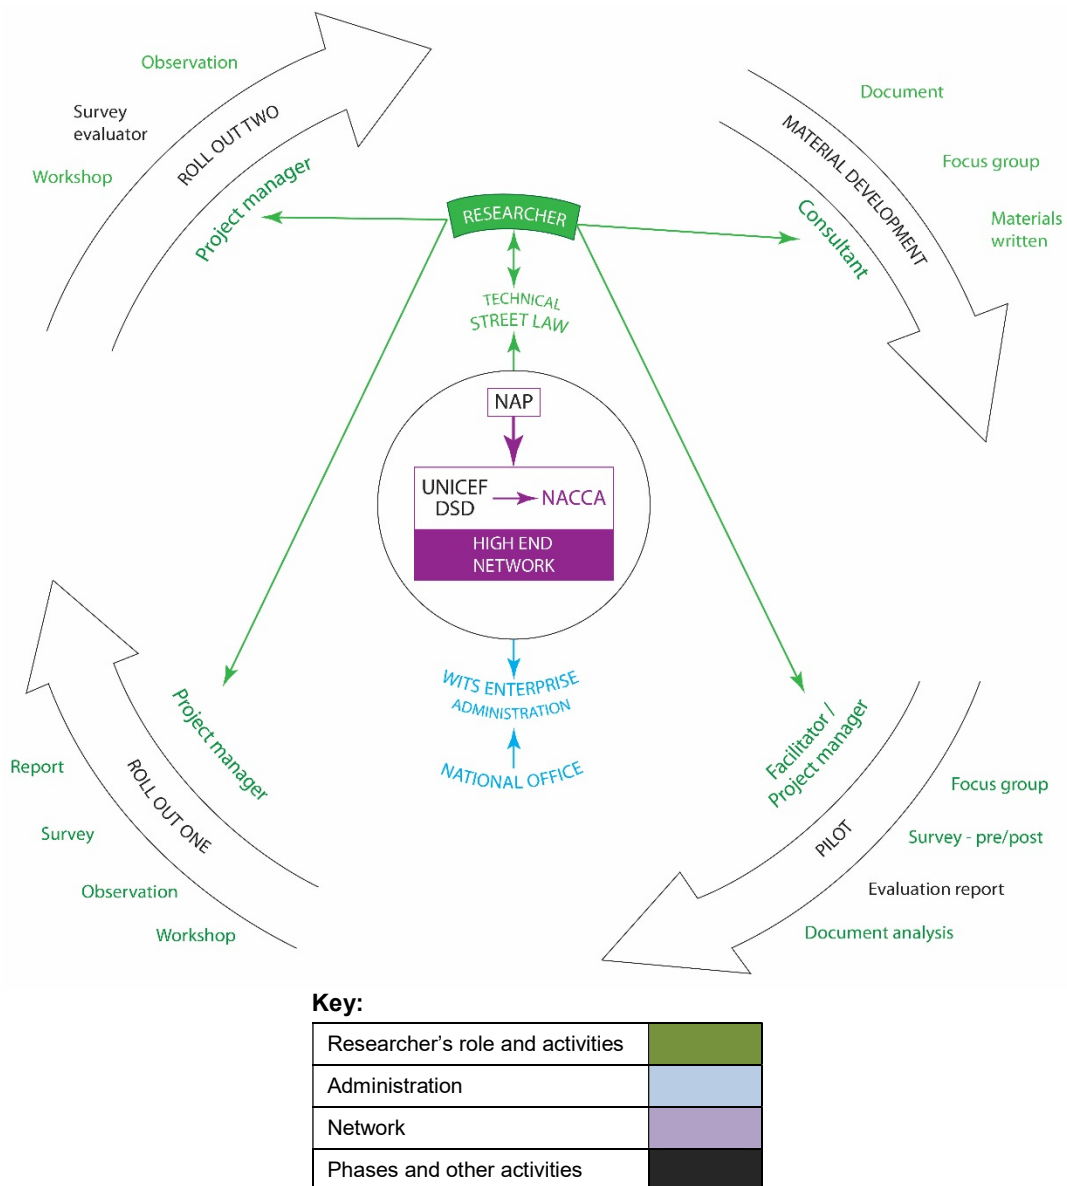 Observation
Survey
evaluator
Workshop
ROLL OUT TWO
Project manager
Document
Focus group
Materials
written
MATERIAL DEVELOPMENT
Consultant
RESEARCHER
TECHNICAL
STREET LAW
NAP
UNICEF
DSD
NACCA
HIGH END
NETWORK
WITS ENTERPRISE
ADMINISTRATION
NATIONAL OFFICE
Project manager
ROLL OUT ONE
Report
Survey
Observation
Workshop
Facilitator /
Project manager
PILOT
Focus group
Survey - pre/post
Evaluation report
Document analysis
Key:
Researcher’s role and activities
Administration
Network
Phases and other activities